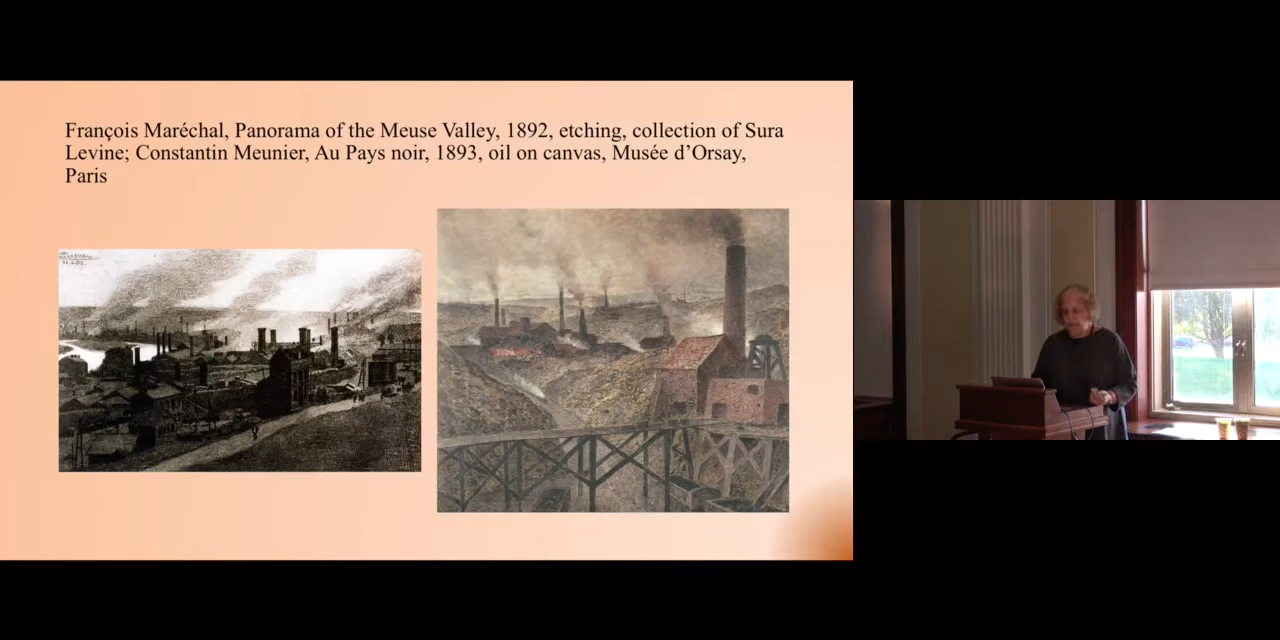 François Maréchal, Panorama of the Meuse Valley, 1892, etching, collection of Sura
Levine; Constantin Meunier, Au Pays noir, 1893, oil on canvas, Musée d’Orsay,
Paris